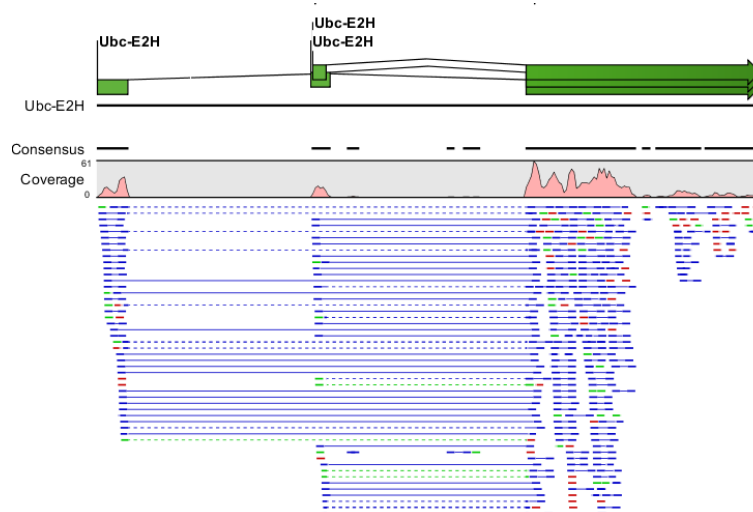 Ubc-E2H
Ubc-E2H
Ubc-E2H
Ubc-E2H
Consensus
61
Coverage
0